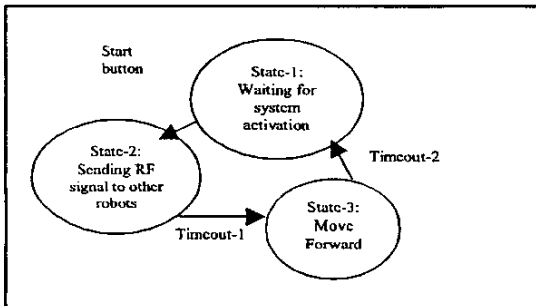 Start
button
State-1:
Waiting for
system
activation
State-2:
Sending RF
signal to other
robots
Timeout-2
Timeout-1
State-3:
Move
Forward